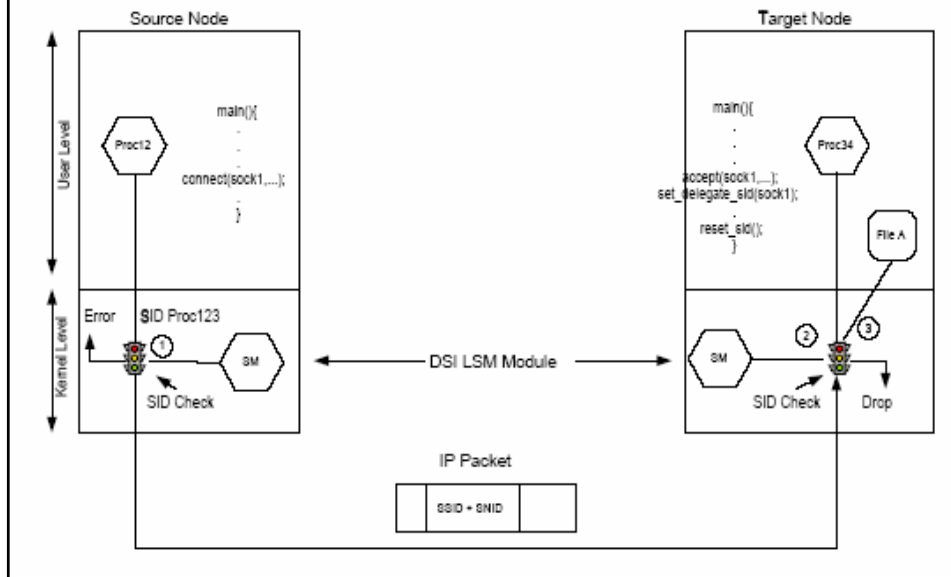 Source Node
Target Node
User Level
Kernel Level
Proc12
main(){
.
.
.
connect(sock1,...);
.
}
Error
SID Proc123
1
SM
SID Check
main(){
.
.
.
accept(sock1,...);
set_delegate_sid(sock1);
.
reset_sid();
}
Proc34
File A
SM
2
3
SID Check
Drop
DSI LSM Module
IP Packet
SSID + SNID